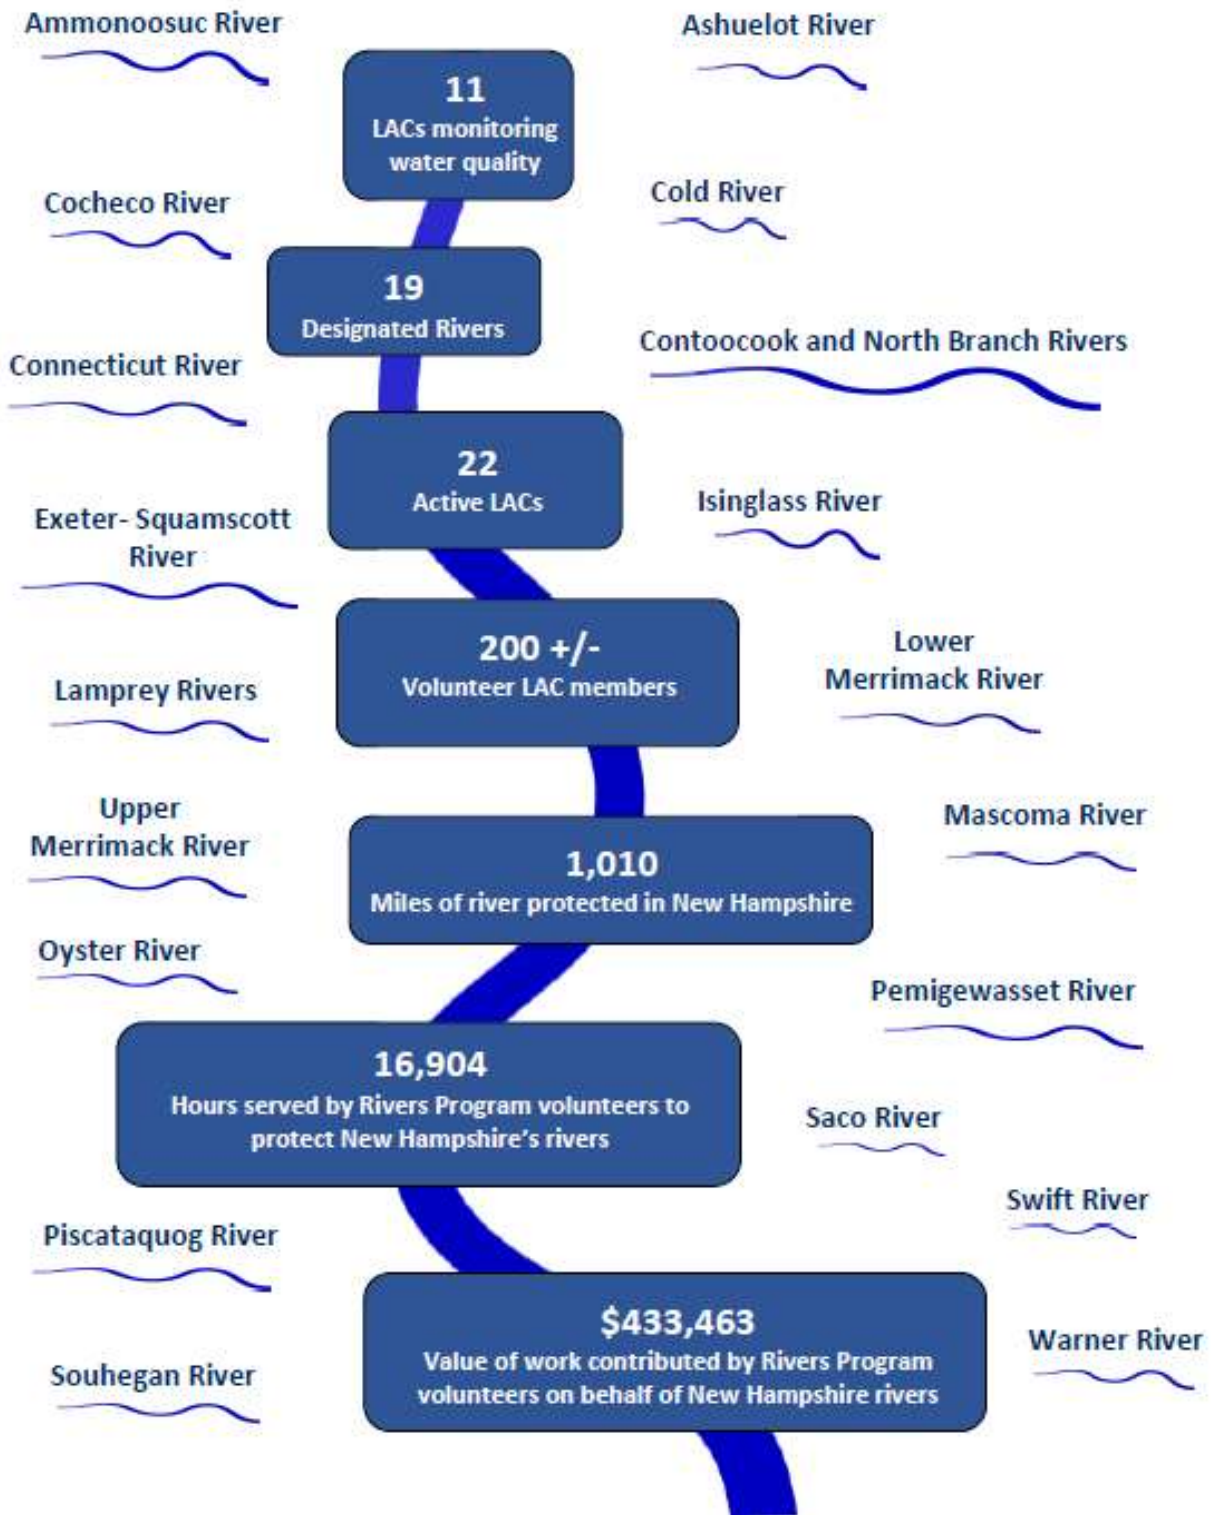 Ammonoosuc River
Ashuelot River
11
LACs monitoring
water quality
Cocheco River
Cold River
19
Designated Rivers
Connecticut River
Contoocook and North Branch Rivers
22
Active LACs
Exeter- Squamscott
River
Isinglass River
200 +/-
Volunteer LAC members
Lamprey Rivers
Lower
Merrimack River
Upper
Merrimack River
Mascoma River
1,010
Miles of river protected in New Hampshire
Oyster River
Pemigewasset River
16,904
Hours served by Rivers Program volunteers to
protect New Hampshire’s rivers
Saco River
Swift River
Piscataquog River
$433,463
Value of work contributed by Rivers Program
volunteers on behalf of New Hampshire rivers
Warner River
Souhegan River